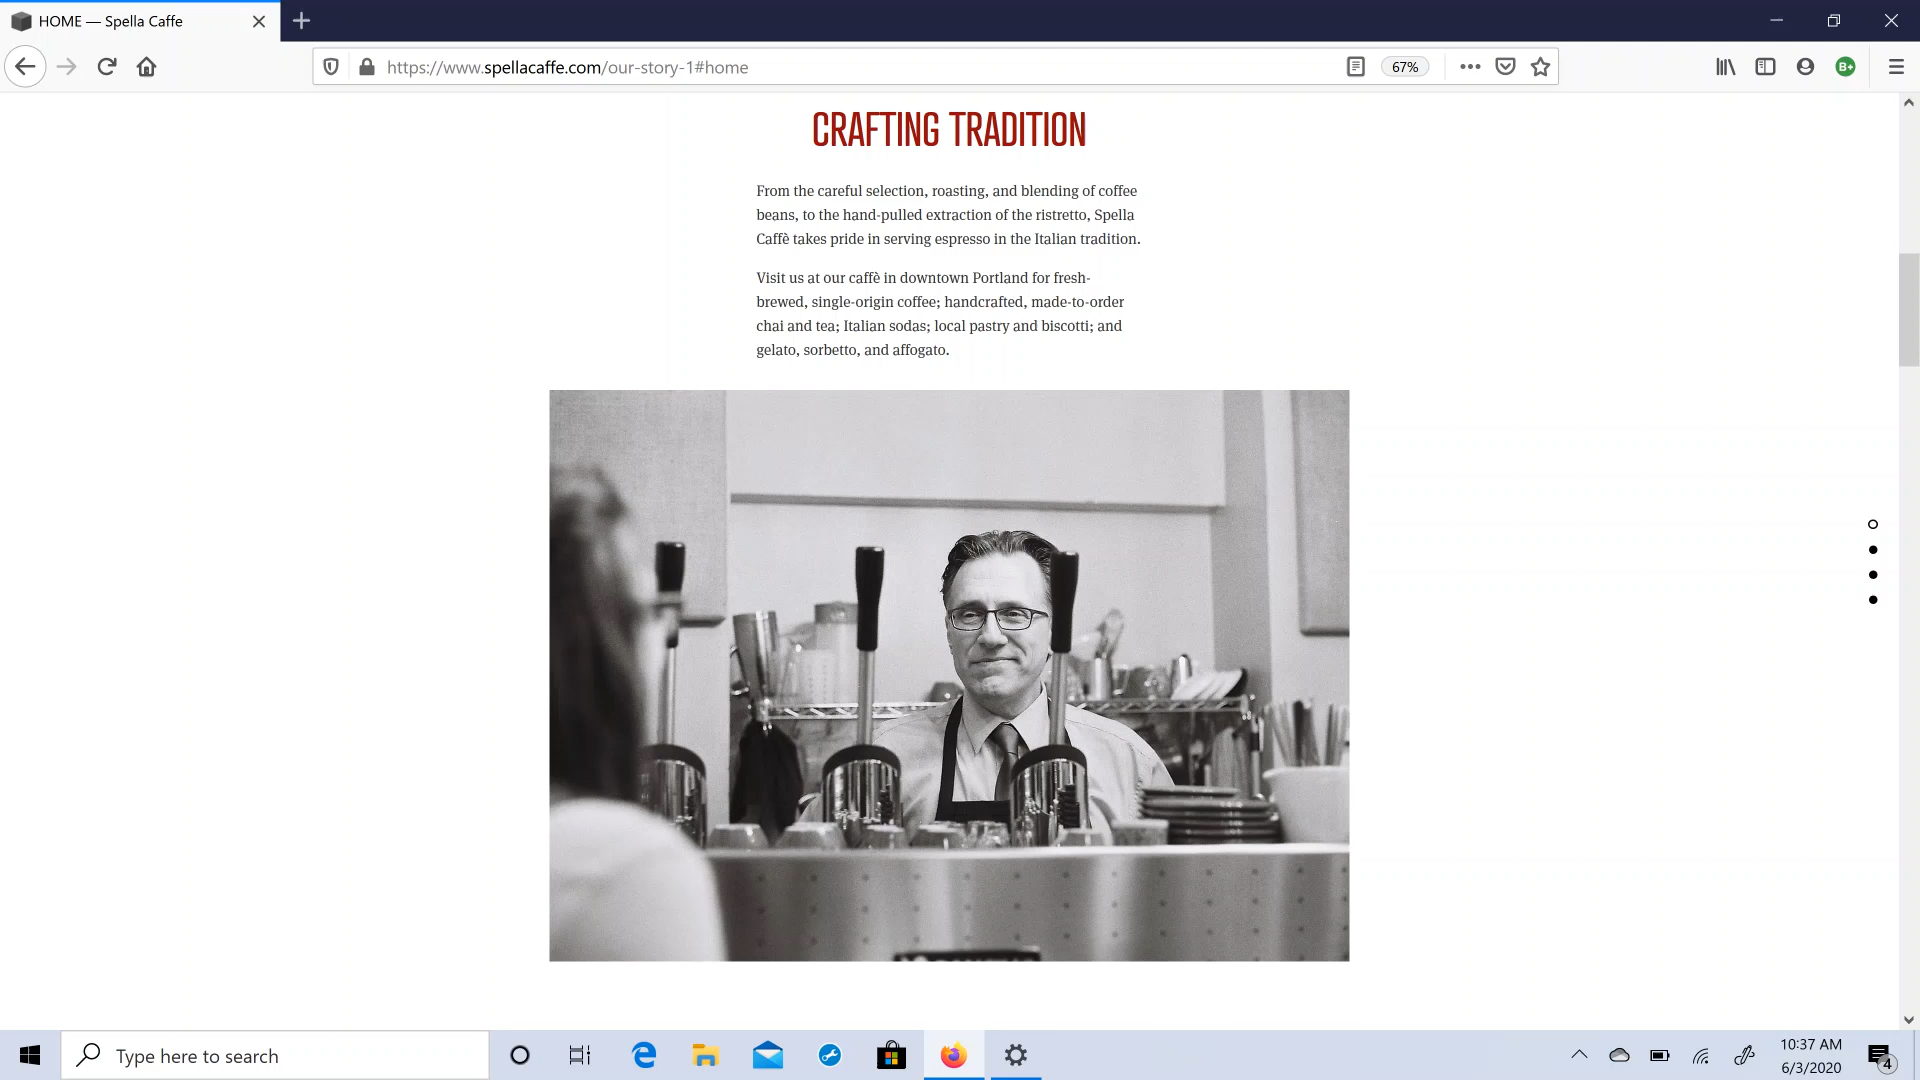 HOME — Spella Caffe
https://www.spellacaffe.com/our-story-1#home
67%
B+
CRAFTING TRADITION
From the careful selection, roasting, and blending of coffee
beans, to the hand-pulled extraction of the ristretto, Spella
Caffè takes pride in serving espresso in the Italian tradition.
Visit us at our caffè in downtown Portland for fresh-
brewed, single-origin coffee; handcrafted, made-to-order
chai and tea; Italian sodas; local pastry and biscotti; and
gelato, sorbetto, and affogato.
Type here to search
10:37 AM
6/3/2020
4